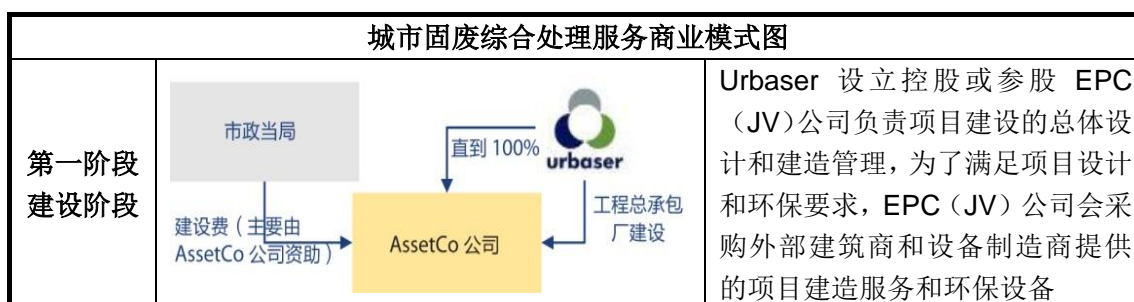 城市固废综合处理服务商业模式图
第一阶段
建设阶段
市政当局
直到 100%
urbaser
建设费（主要由
AssetCo 公司资助）
AssetCo 公司
工程总承包
厂建设
Urbaser 设立控股或参股 EPC
（JV）公司负责项目建设的总体设
计和建造管理，为了满足项目设计
和环保要求，EPC（JV）公司会采
购外部建筑商和设备制造商提供
的项目建造服务和环保设备